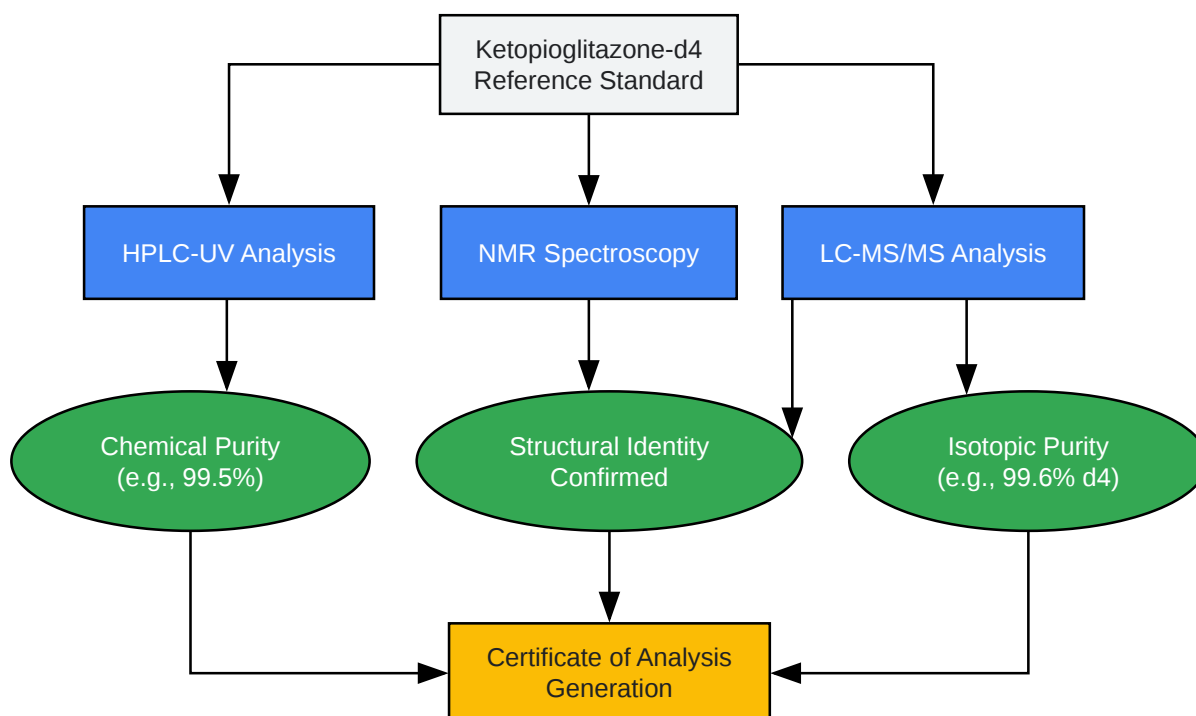 Ketopioglitazone-d4
Reference Standard
HPLC-UV Analysis
NMR Spectroscopy
LC-MS/MS Analysis
Chemical Purity
(e.g., 99.5%)
Structural Identity
Confirmed
Isotopic Purity
(e.g., 99.6% d4)
Certificate of Analysis
Generation